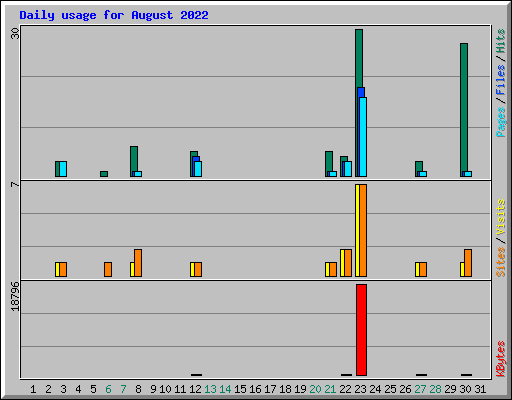 Daily usage for August 2022
30
Pages / Files / Hits
7
Sites / Visits
18796
KBytes
1 2 3 4 5 6 7 8 9 10 11 12 13 14 15 16 17 18 19 20 21 22 23 24 25 26 27 28 29 30 31